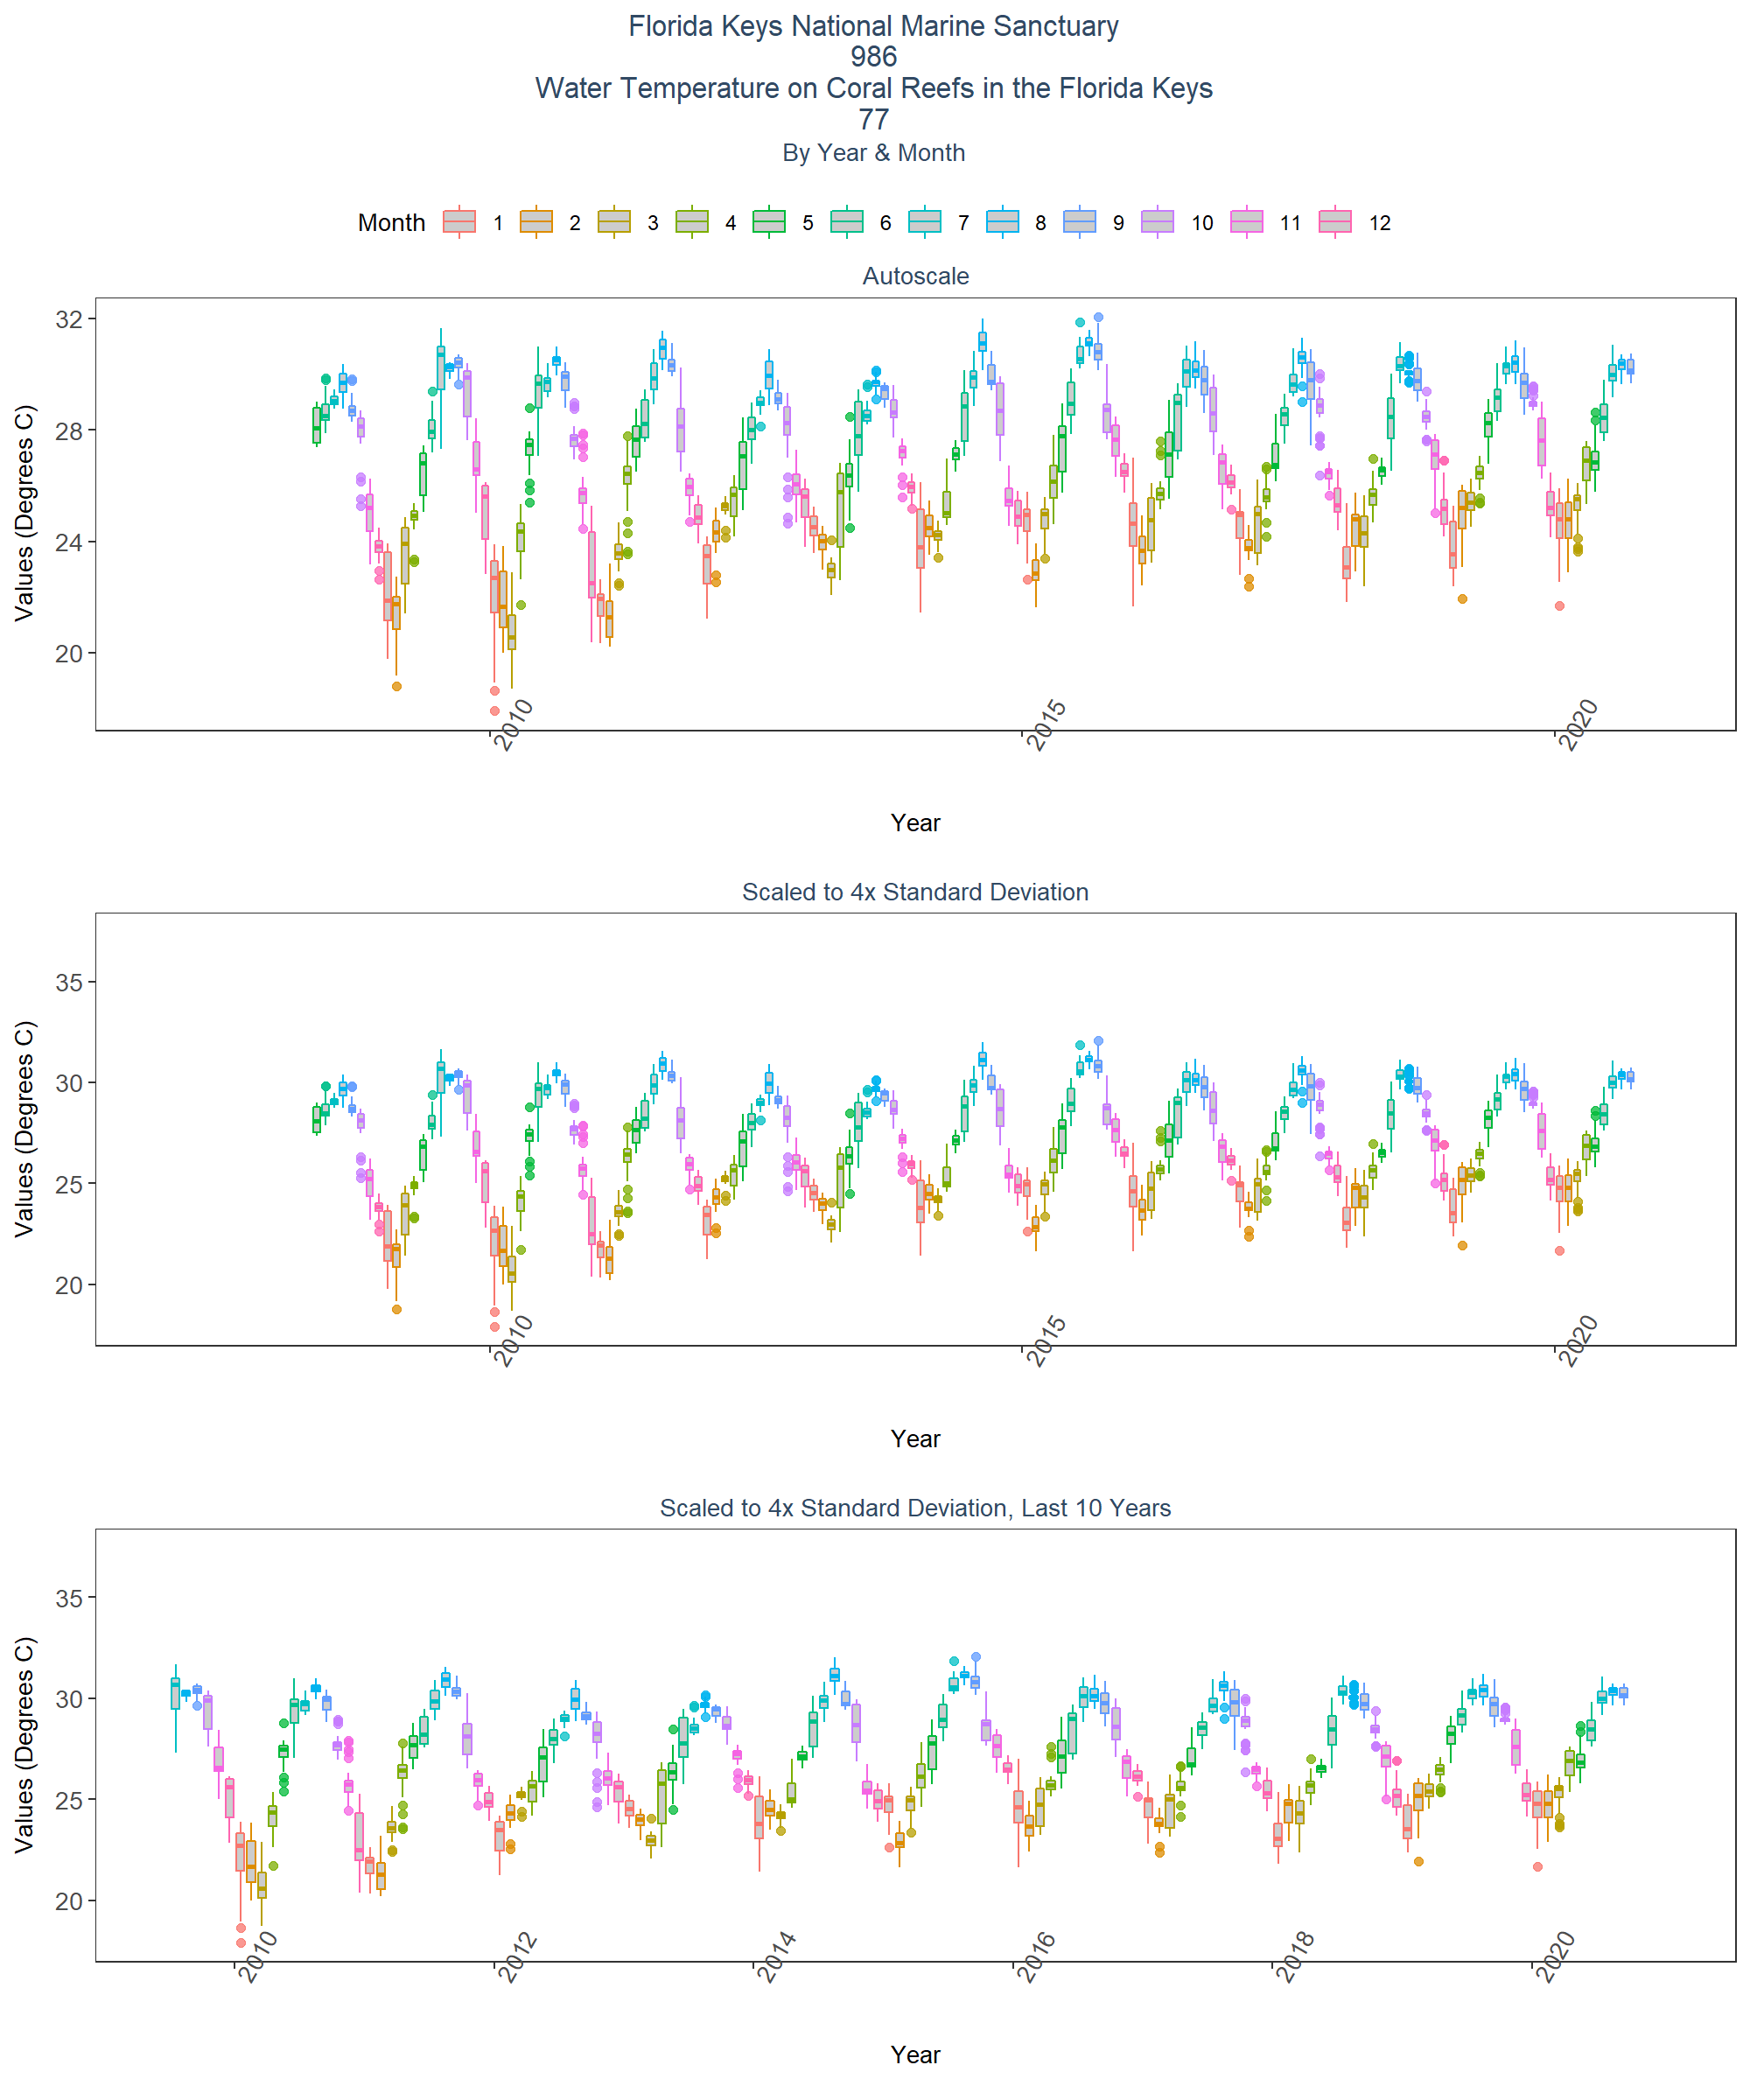 Florida Keys National Marine Sanctuary
986
Water Temperature on Coral Reefs in the Florida Keys
77
By Year & Month
Month 1 2 3 4 5 6 7 8 9 10 11 12
Autoscale
Values (Degrees C)
32
28
24
20
2010 2015 2020
Year
Scaled to 4x Standard Deviation
Values (Degrees C)
35
30
25
20
2010 2015 2020
Year
Scaled to 4x Standard Deviation, Last 10 Years
Values (Degrees C)
35
30
25
20
2010 2012 2014 2016 2018 2020
Year